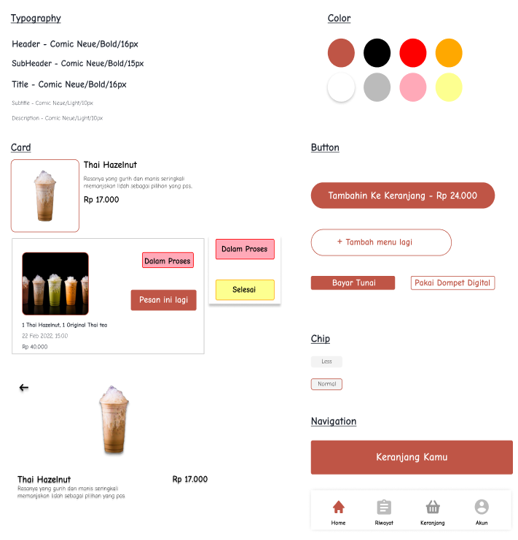 Typography
Header - Comic Neue/Bold/16px
SubHeader - Comic Neue/Bold/15px
Title - Comic Neue/Bold/16px
Subtitle - Comic Neue/Light/10px
Description - Comic Neue/Light/10px
Color
Card
Thai Hazelnut
Rasanya yang gurih dan manis seringkali
memanjakan lidah sebagai pilihan yang pas.
Rp 17.000
Dalam Proses
Pesan ini lagi
1 Thai Hazelnut, 1 Original Thai tea
22 Feb 2022, 15:00
Rp 40.000
Dalam Proses
Selesai
Thai Hazelnut
Rp 17.000
Rasanya yang gurih dan manis seringkali
memanjakan lidah sebagai pilihan yang pas
Button
Tambahin Ke Keranjang - Rp 24.000
+ Tambah menu lagi
Bayar Tunai
Pakai Dompet Digital
Chip
Less
Normal
Navigation
Keranjang Kamu
Home
Riwayat
Keranjang
Akun